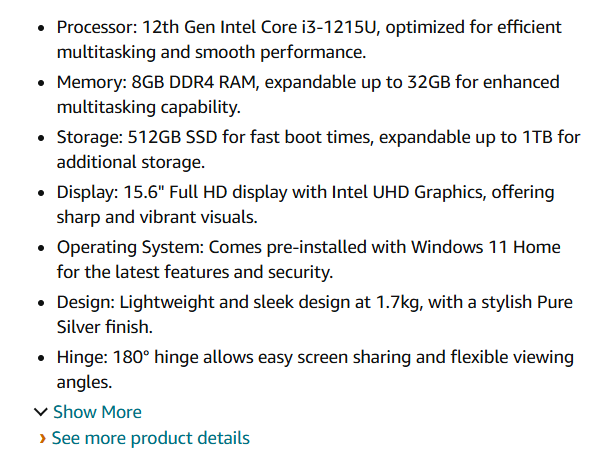 • Processor: 12th Gen Intel Core i3-1215U, optimized for efficient
multitasking and smooth performance.
• Memory: 8GB DDR4 RAM, expandable up to 32GB for enhanced
multitasking capability.
• Storage: 512GB SSD for fast boot times, expandable up to 1TB for
additional storage.
• Display: 15.6" Full HD display with Intel UHD Graphics, offering
sharp and vibrant visuals.
• Operating System: Comes pre-installed with Windows 11 Home
for the latest features and security.
• Design: Lightweight and sleek design at 1.7kg, with a stylish Pure
Silver finish.
• Hinge: 180° hinge allows easy screen sharing and flexible viewing
angles.
Show More
› See more product details